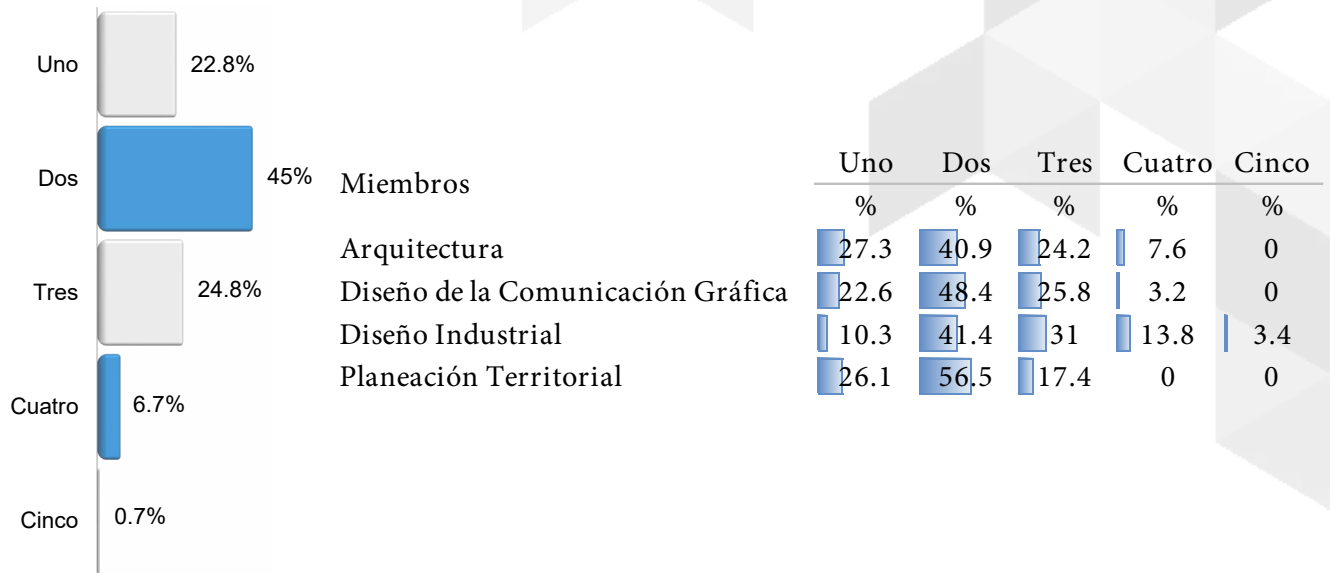 Uno 22.8%
Dos 45%
Tres 24.8%
Cuatro 6.7%
Cinco 0.7%
Miembros Uno Dos Tres Cuatro Cinco
% % % % %
Arquitectura 27.3 40.9 24.2 7.6 0
Diseño de la Comunicación Gráfica 22.6 48.4 25.8 3.2 0
Diseño Industrial 10.3 41.4 31 13.8 3.4
Planeación Territorial 26.1 56.5 17.4 0 0